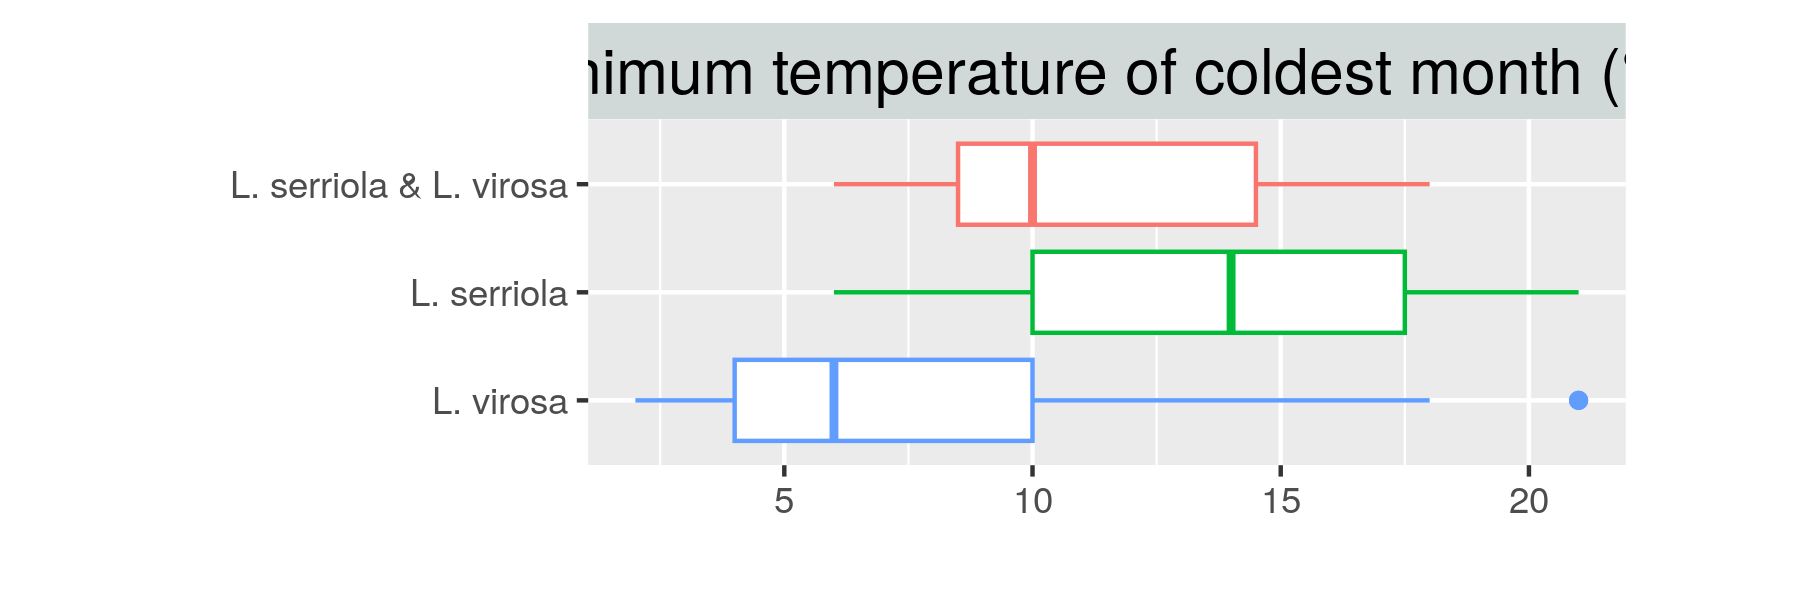 nimum temperature of coldest month (°
L. serriola & L. virosa
L. serriola
L. virosa
5 10 15 20